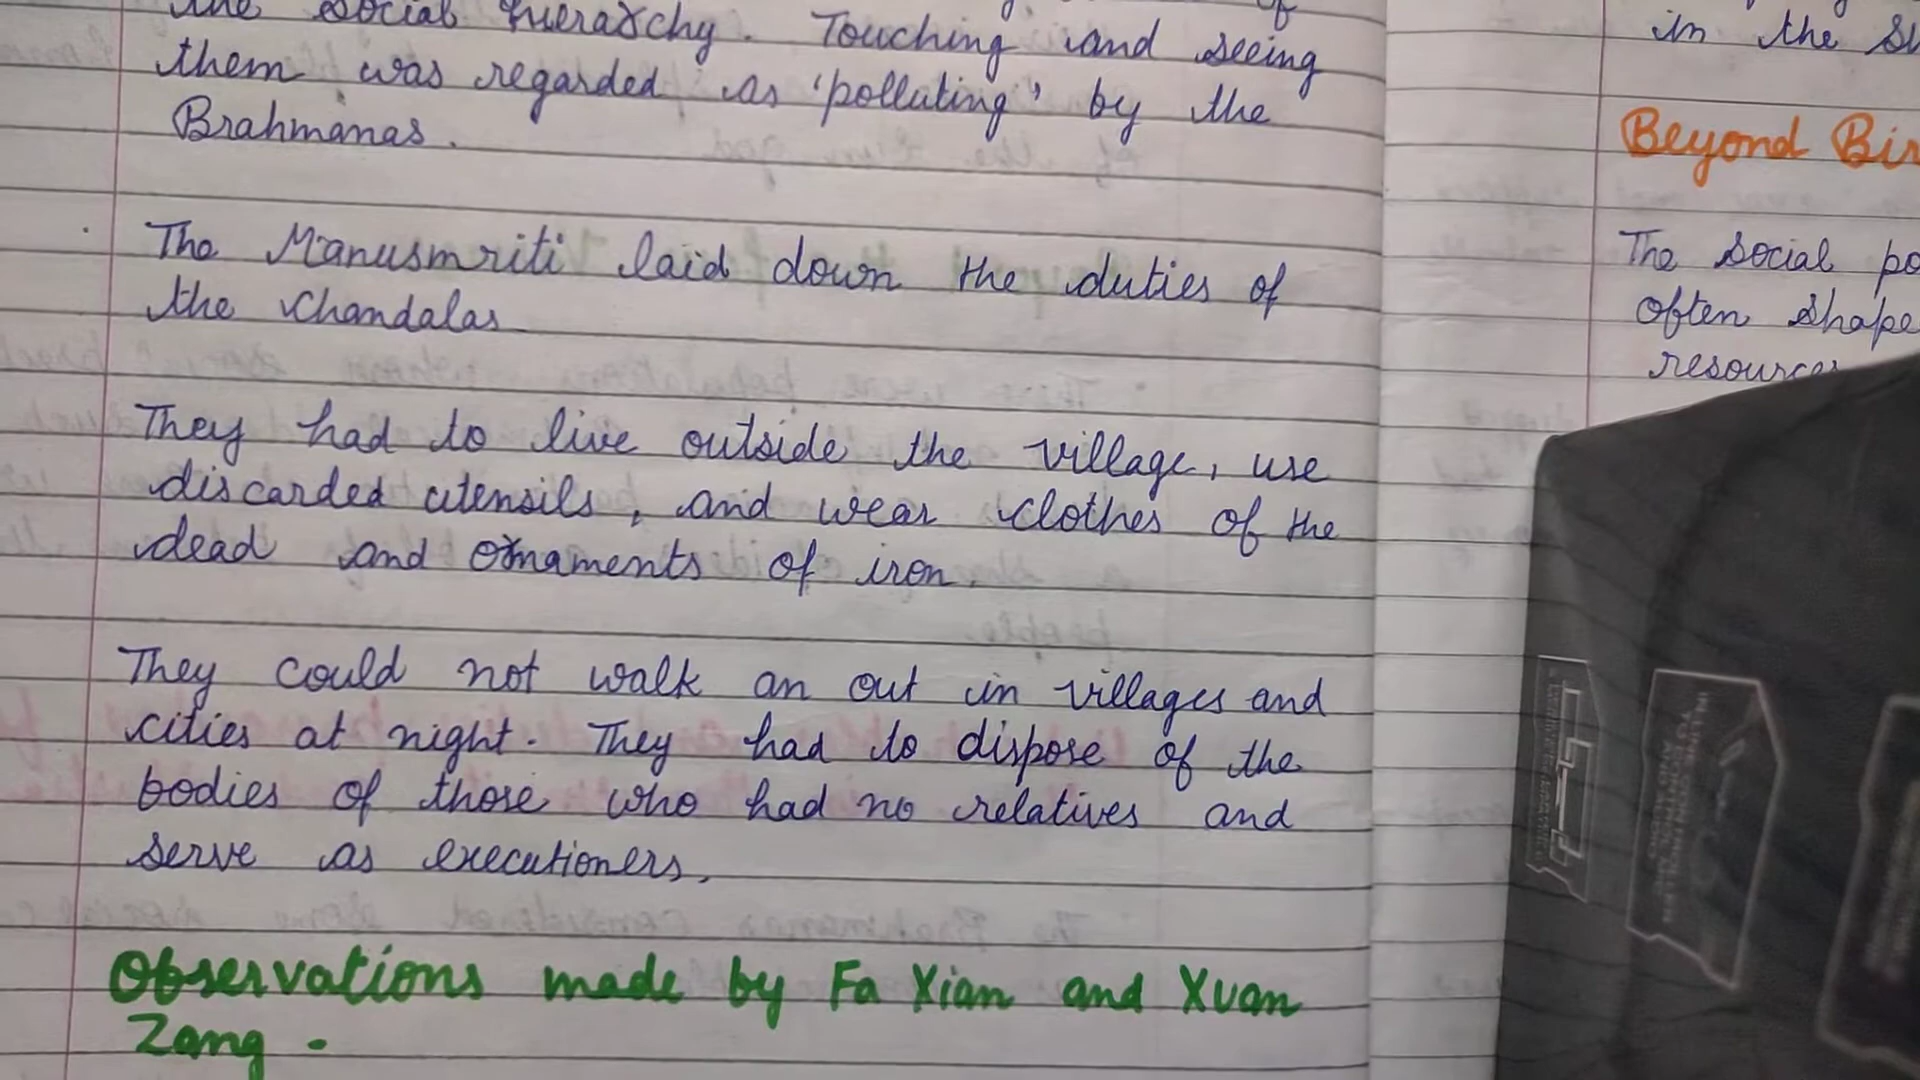 the social hierarchy. Touching and seeing
them was regarded as 'polluting' by the
Brahmanas.
The Manusmriti laid down the duties of
the Chandalas
They had to live outside the village, use
discarded utensils, and wear clothes of the
dead and ornaments of iron.
They could not walk an out in villages and
cities at night. They had to dispose of the
bodies of those who had no relatives and
serve as executioners.
Observations made by Fa Xian and Xuan
Zang -
in the
Beyond
The social
often shape
resources